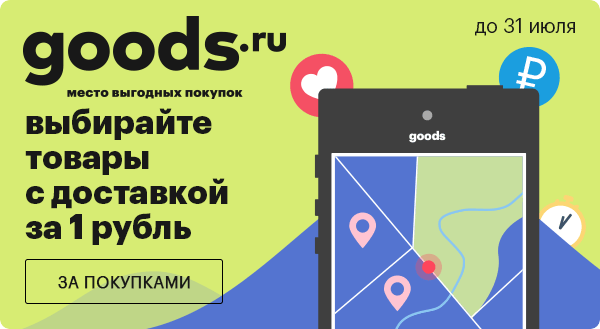 goods.ru
место выгодных покупок
до 31 июля
выбирайте
товары
с доставкой
за 1 рубль
ЗА ПОКУПКАМИ
₽
goods